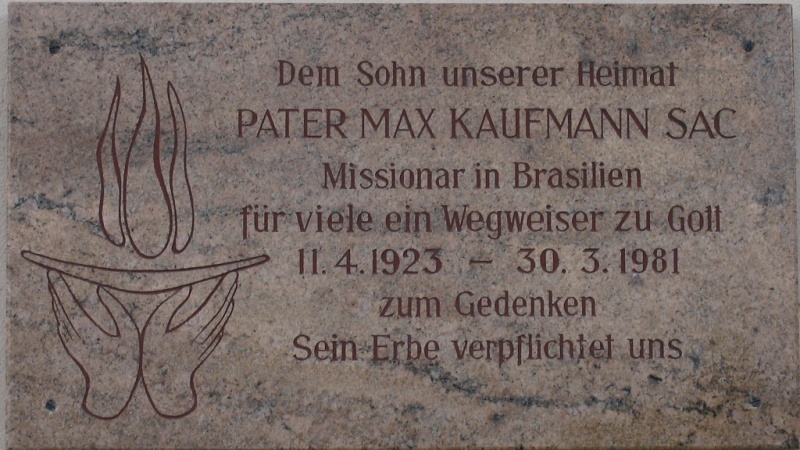 Dem Sohn unserer Heimat
PATER MAX KAUFMANN SAC
Missionar in Brasilien
für viele ein Wegweiser zu Gott
11. 4. 1923 – 30. 3. 1981
zum Gedenken
Sein Erbe verpflichtet uns